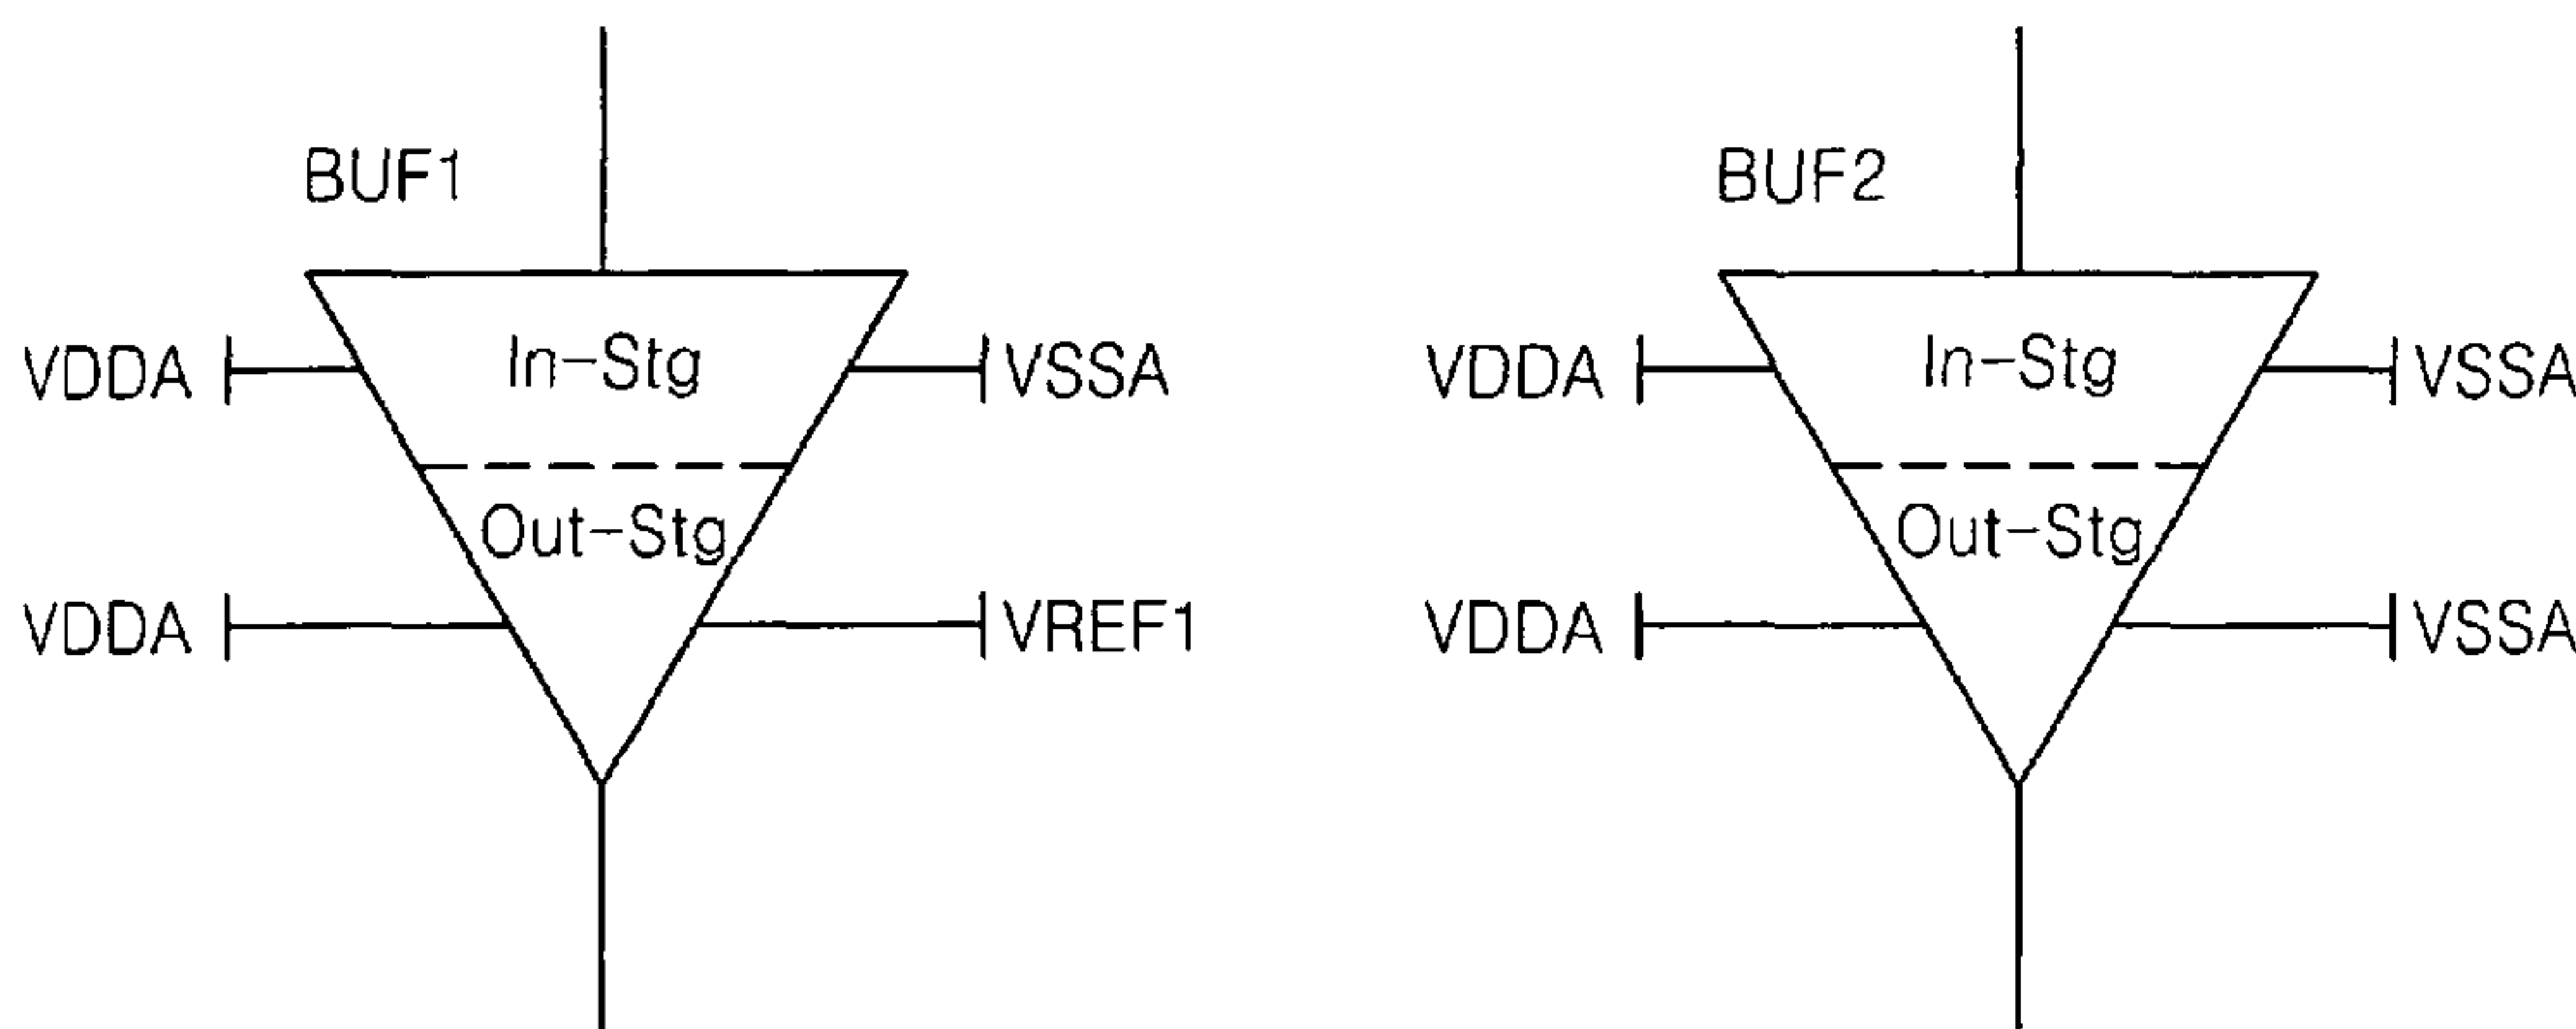 BUF1 BUF2
VDDA In-Stg VSSA VDDA In-Stg VSSA
Out-Stg Out-Stg
VDDA VREF1 VDDA VSSA